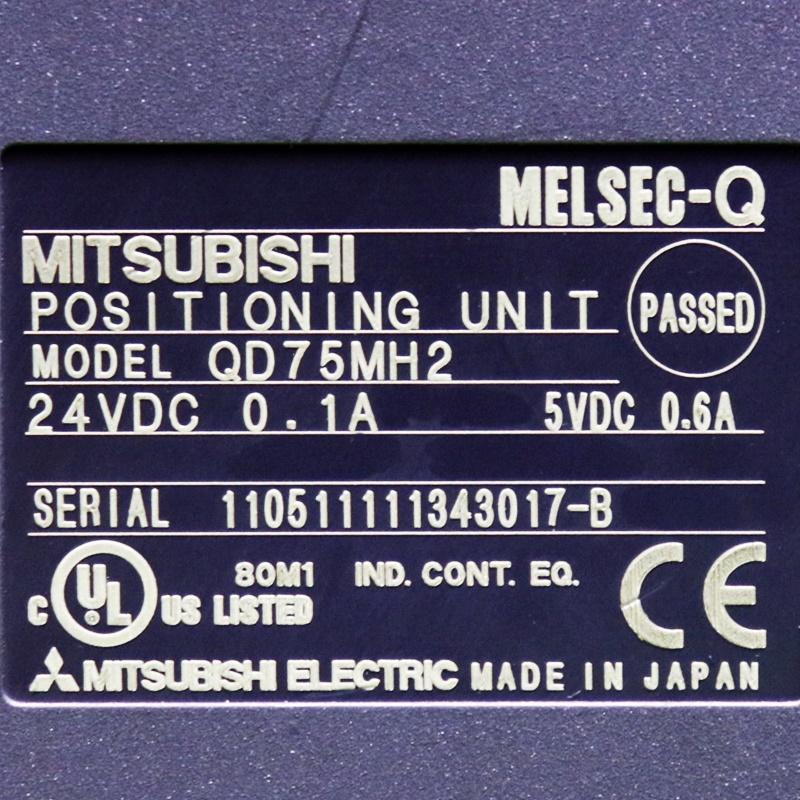 MELSEC-Q
MITSUBISHI
POSITIONING UNIT
PASSED
MODEL QD75MH2
24VDC 0.1A 5VDC 0.6A
SERIAL 110511111343017-B
C UL US LISTED 80M1 IND. CONT. EQ. CE
MITSUBISHI ELECTRIC MADE IN JAPAN